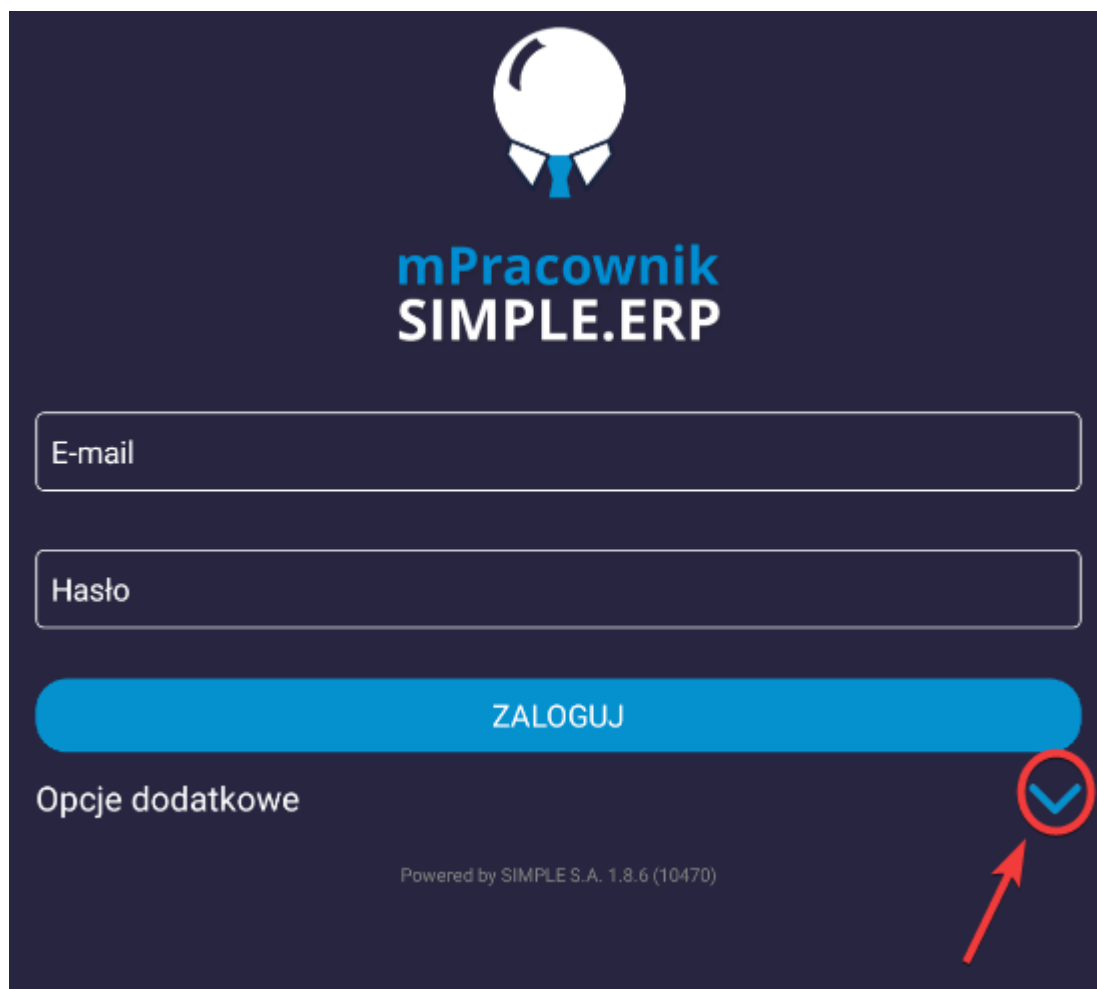 mPracownik
SIMPLE.ERP
E-mail
Hasło
ZALOGUJ
Opcje dodatkowe
Powered by SIMPLE S.A. 1.8.6 (10470)